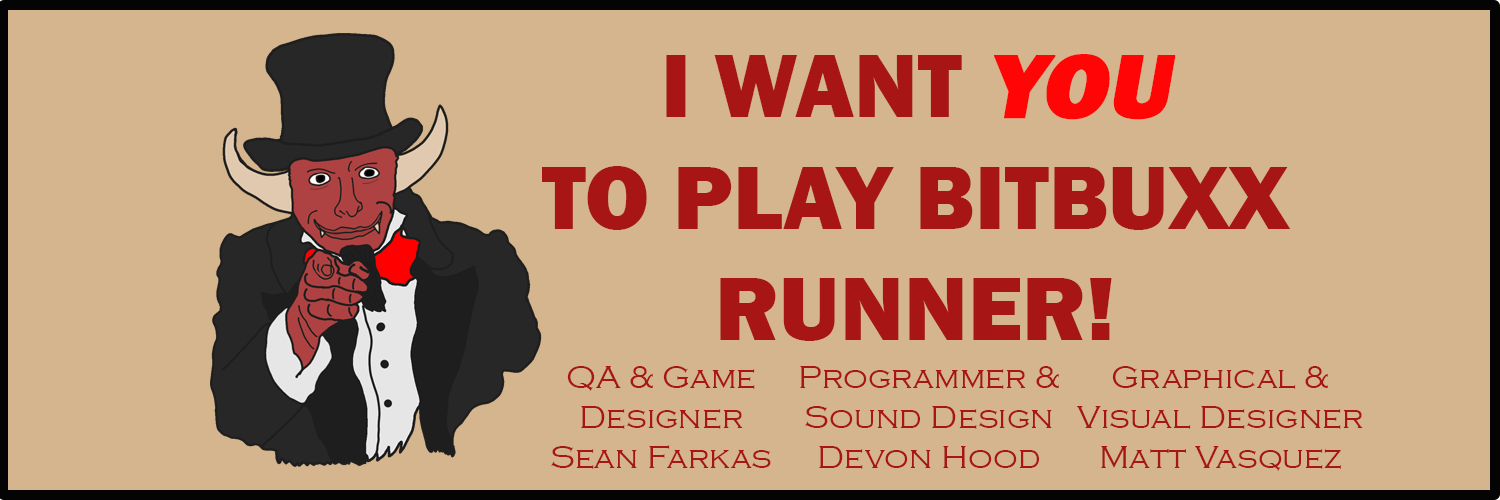 I WANT YOU
TO PLAY BITBUXX
RUNNER!
QA & GAME
DESIGNER
SEAN FARKAS
PROGRAMMER &
SOUND DESIGN
DEVON HOOD
GRAPHICAL &
VISUAL DESIGNER
MATT VASQUEZ